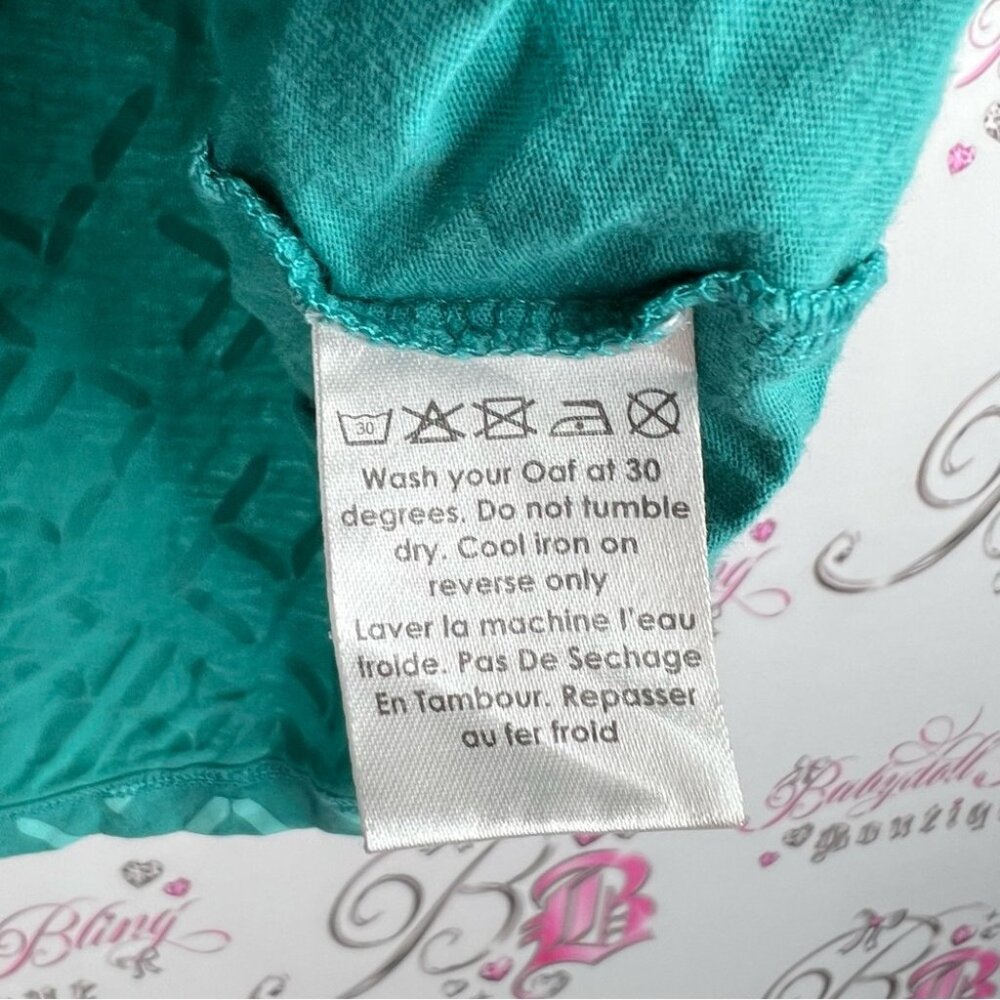 30
Wash your Oaf at 30
degrees. Do not tumble
dry. Cool iron on
reverse only
Laver la machine l'eau
froide. Pas De Sechage
En Tambour. Repasser
au fer froid
Babydoll
Bling
B